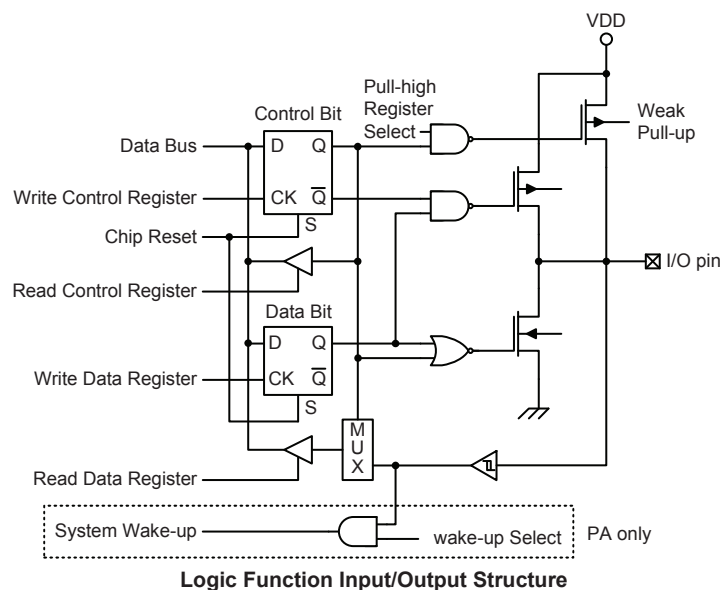 VDD
Pull-high
Register
Select
Weak
Pull-up
Control Bit
Data Bus
D
Q
Write Control Register
CK
Q
S
Chip Reset
I/O pin
Read Control Register
Data Bit
D
Q
Write Data Register
CK
Q
S
M
U
X
Read Data Register
System Wake-up
wake-up Select
PA only
Logic Function Input/Output Structure